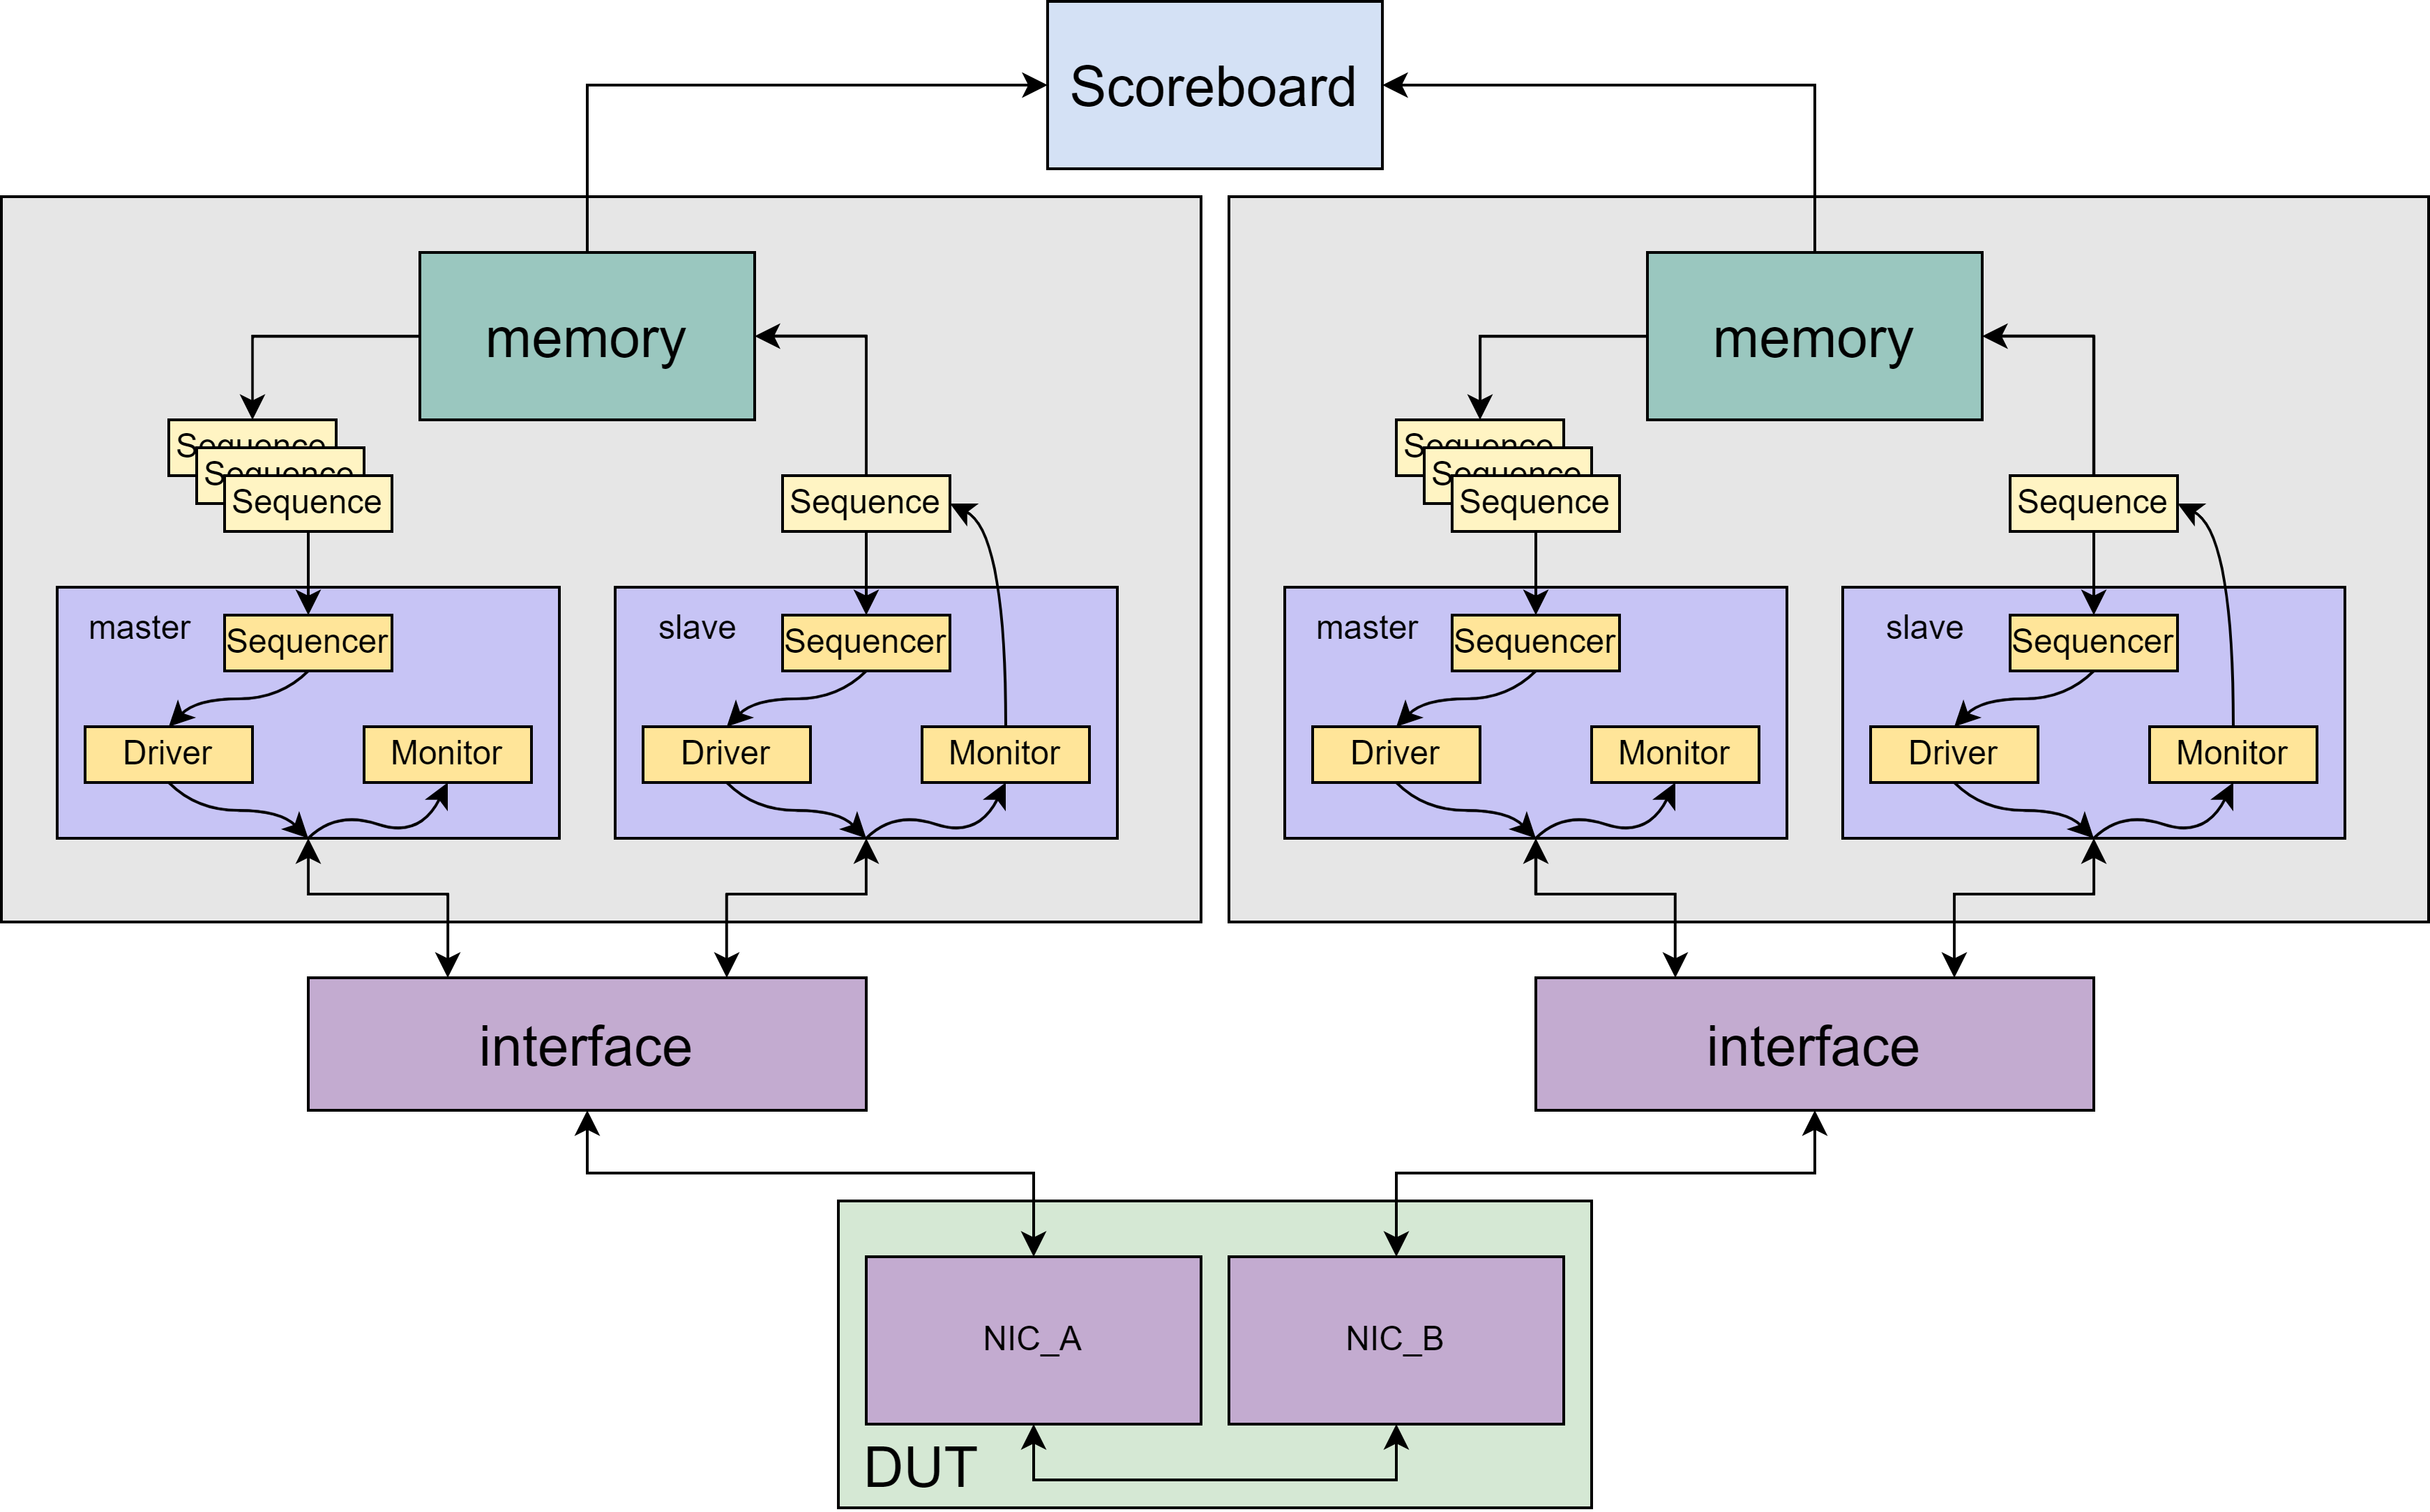 Scoreboard
memory
memory
Sequence
Sequence
Sequence
Sequence
Sequence
Sequence
Sequence
Sequence
master
Sequencer
slave
Sequencer
master
Sequencer
slave
Sequencer
Driver
Monitor
Driver
Monitor
Driver
Monitor
Driver
Monitor
interface
interface
NIC_A
NIC_B
DUT